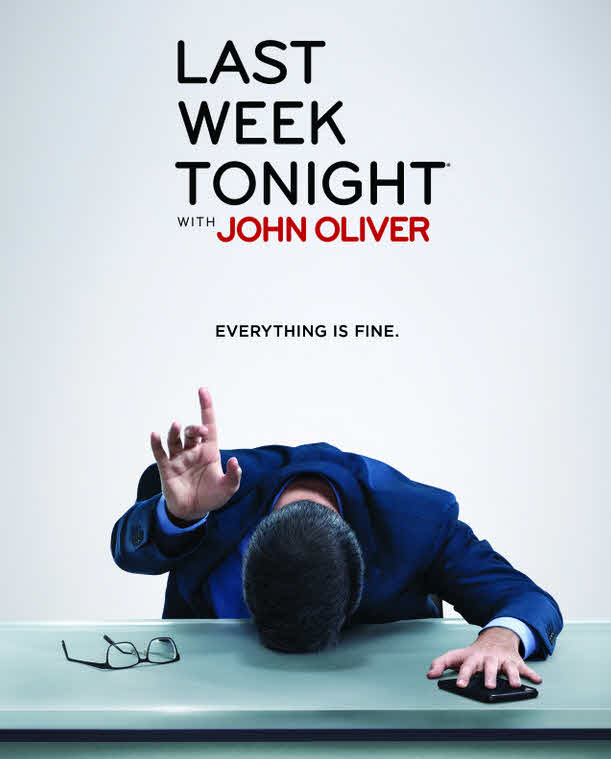 LAST
WEEK
TONIGHT®
WITH JOHN OLIVER
EVERYTHING IS FINE.